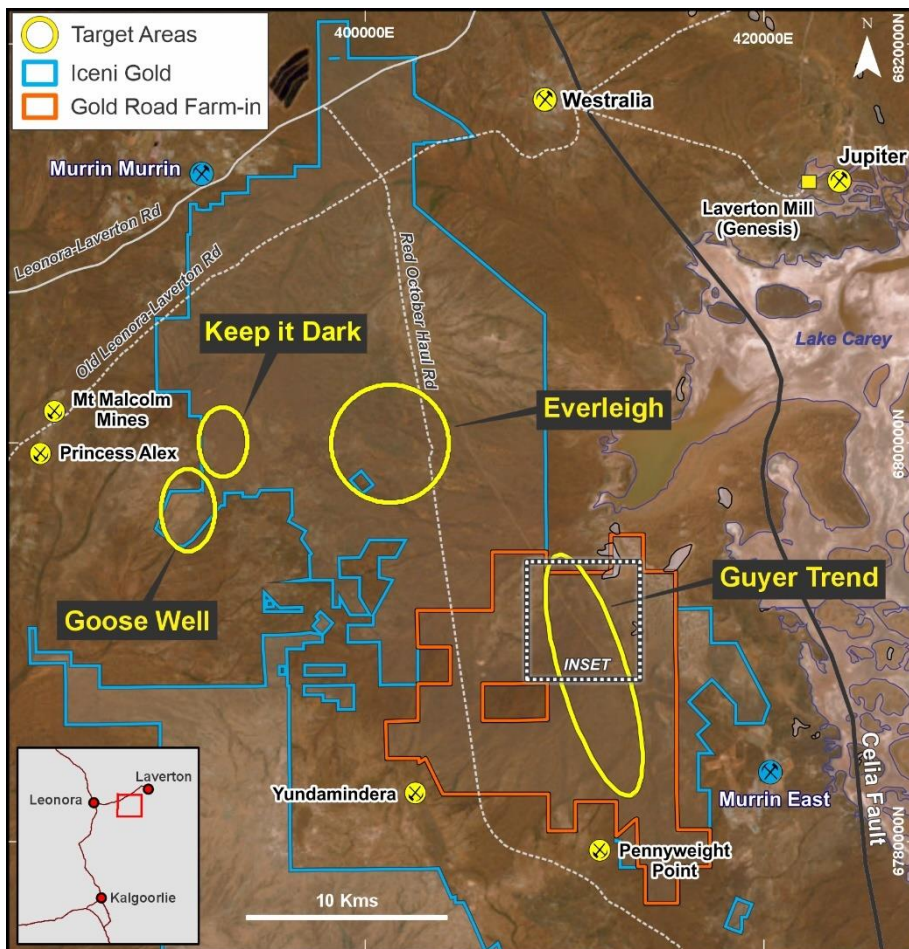 Target Areas
Iceni Gold
Gold Road Farm-in
400000E
420000E
N
6820000N
Westralia
Murrin Murrin
Jupiter
Laverton Mill
(Genesis)
Leonora-Laverton Rd
Old Leonora-Laverton Rd
Red October Haul Rd
Lake Carey
Keep it Dark
Everleigh
Mt Malcolm
Mines
Princess Alex
6800000N
Goose Well
Guyer Trend
INSET
Celia Fault
Yundamindera
Murrin East
Pennyweight
Point
6780000N
Laverton
Leonora
Kalgoorlie
10 Kms